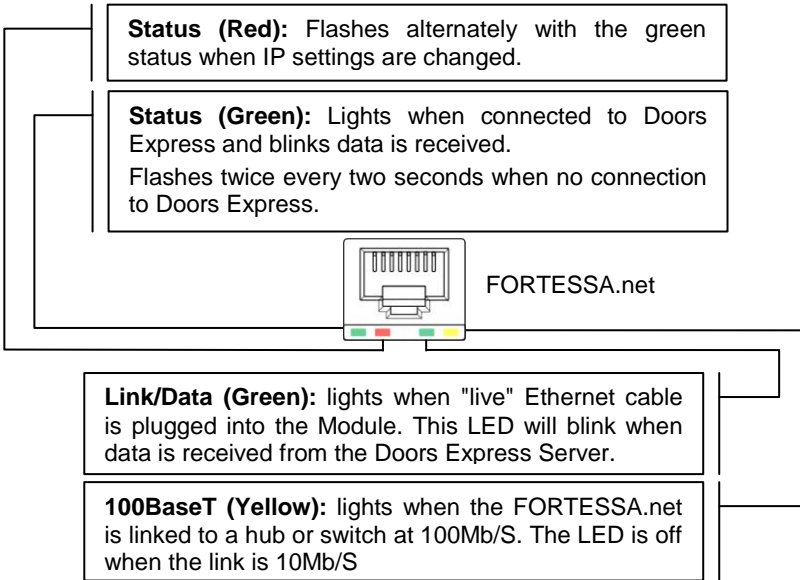 Status (Red): Flashes alternately with the green
status when IP settings are changed.
Status (Green): Lights when connected to Doors
Express and blinks data is received.
Flashes twice every two seconds when no connection
to Doors Express.
FORTESSA.net
Link/Data (Green): lights when "live" Ethernet cable
is plugged into the Module. This LED will blink when
data is received from the Doors Express Server.
100BaseT (Yellow): lights when the FORTESSA.net
is linked to a hub or switch at 100Mb/S. The LED is off
when the link is 10Mb/S